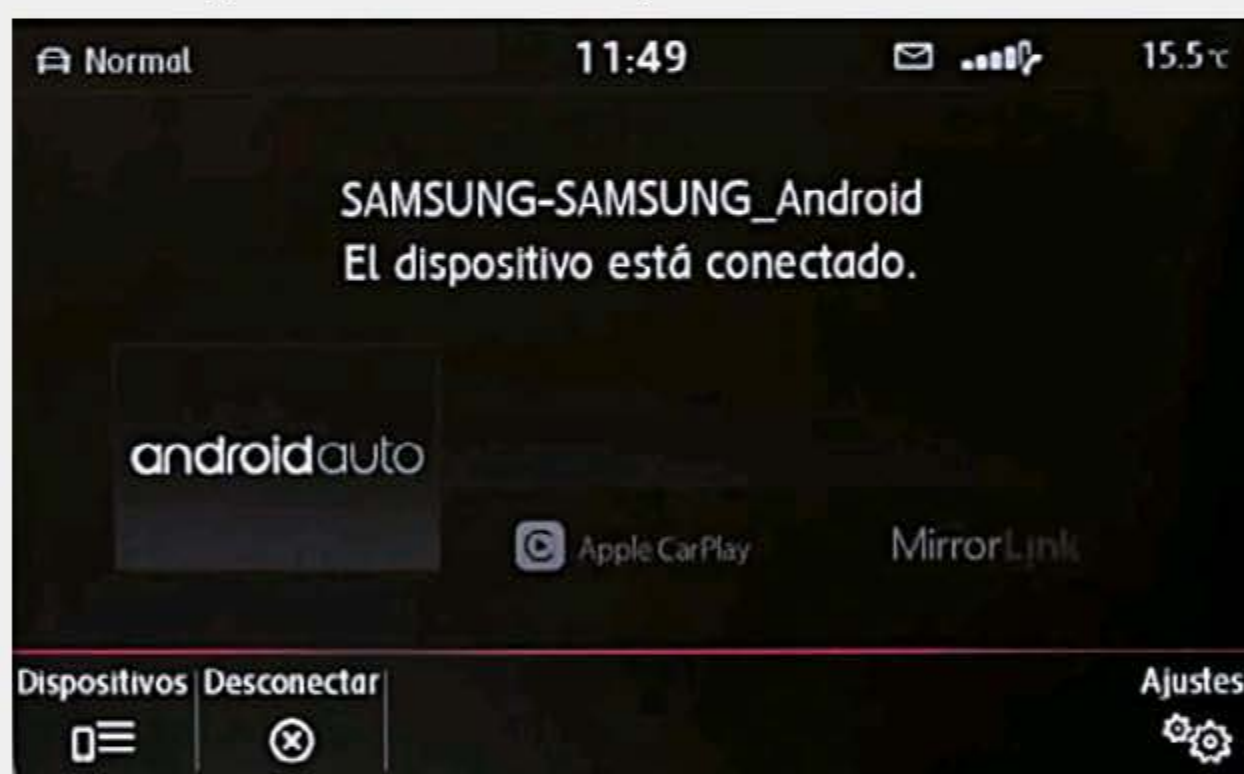 Normal
11:49
15.5°c
SAMSUNG-SAMSUNG_Android
El dispositivo está conectado.
androidauto
Apple CarPlay
MirrorLink
Dispositivos
Desconectar
Ajustes